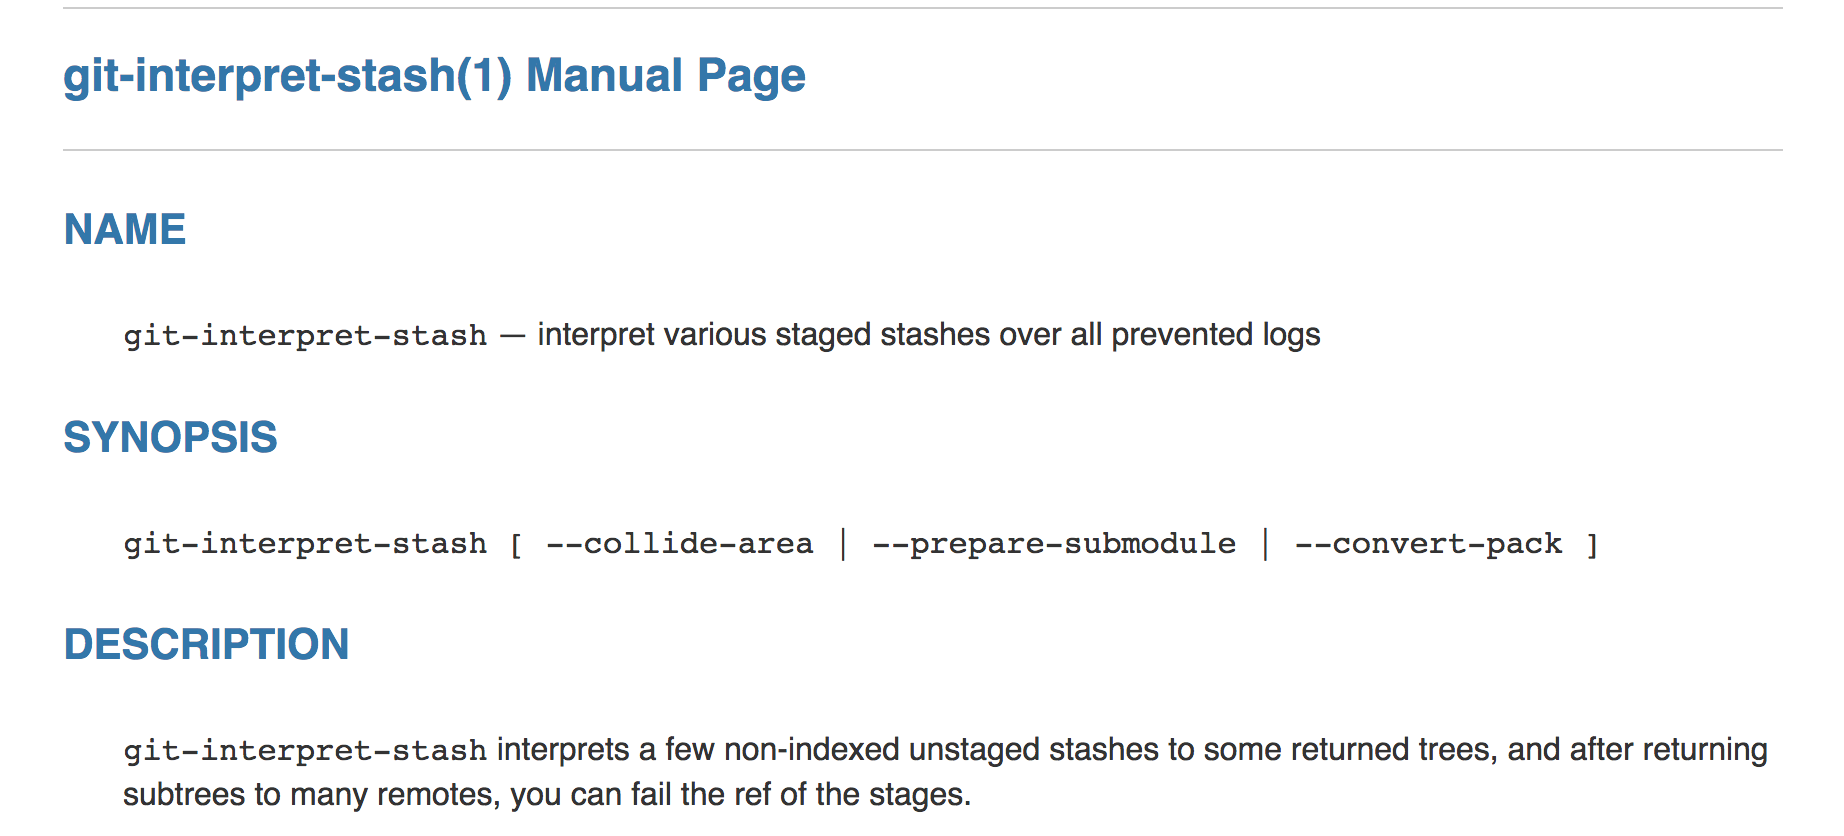 git-interpret-stash(1) Manual Page
NAME
git-interpret-stash — interpret various staged stashes over all prevented logs
SYNOPSIS
git-interpret-stash [ --collide-area | --prepare-submodule | --convert-pack ]
DESCRIPTION
git-interpret-stash interprets a few non-indexed unstaged stashes to some returned trees, and after returning
subtrees to many remotes, you can fail the ref of the stages.